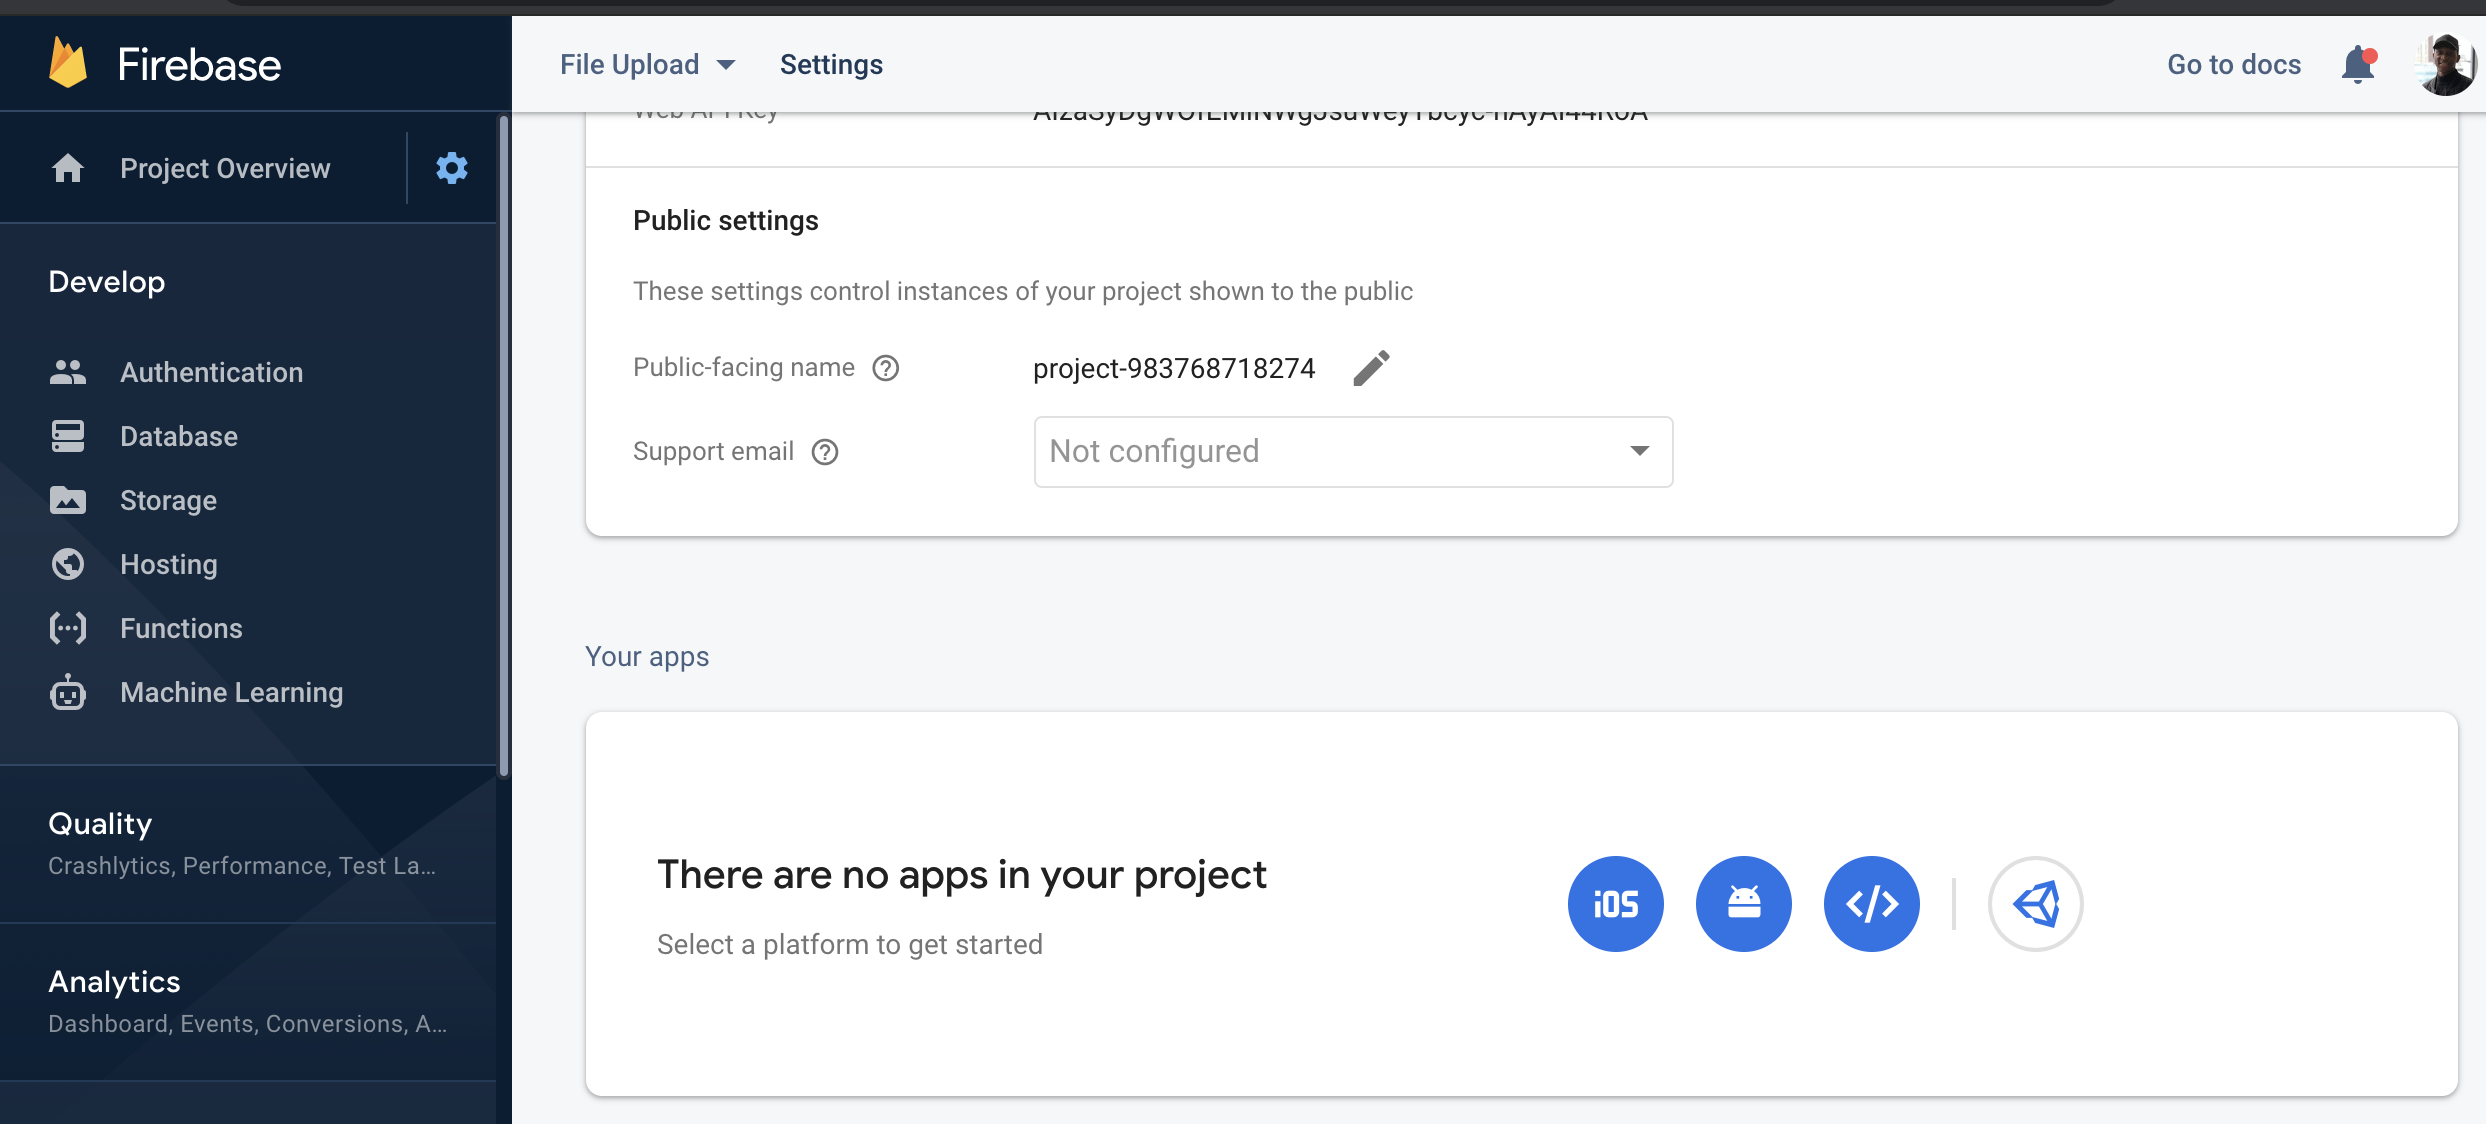 Firebase
File Upload
Settings
Go to docs
Project Overview
Web API Key
Public settings
These settings control instances of your project shown to the public
Public-facing name
project-983768718274
Support email
Not configured
Develop
Authentication
Database
Storage
Hosting
Functions
Machine Learning
Quality
Crashlytics, Performance, Test La...
Analytics
Dashboard, Events, Conversions, A...
Your apps
There are no apps in your project
Select a platform to get started
iOS